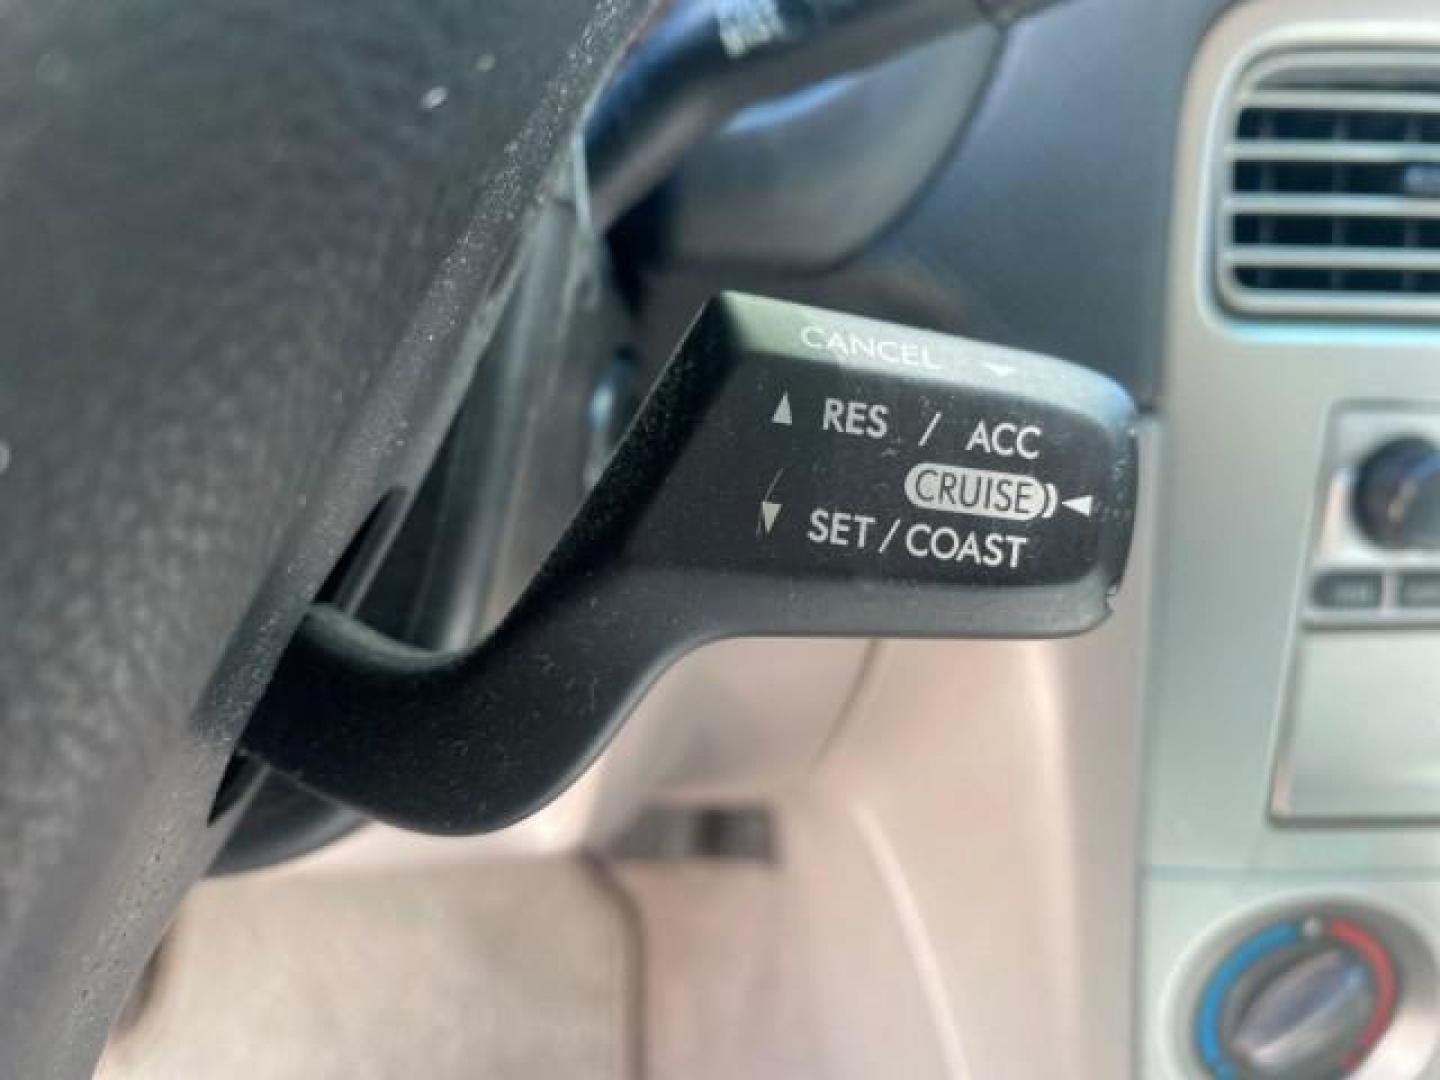 CANCEL
RES / ACC
CRUISE
SET / COAST